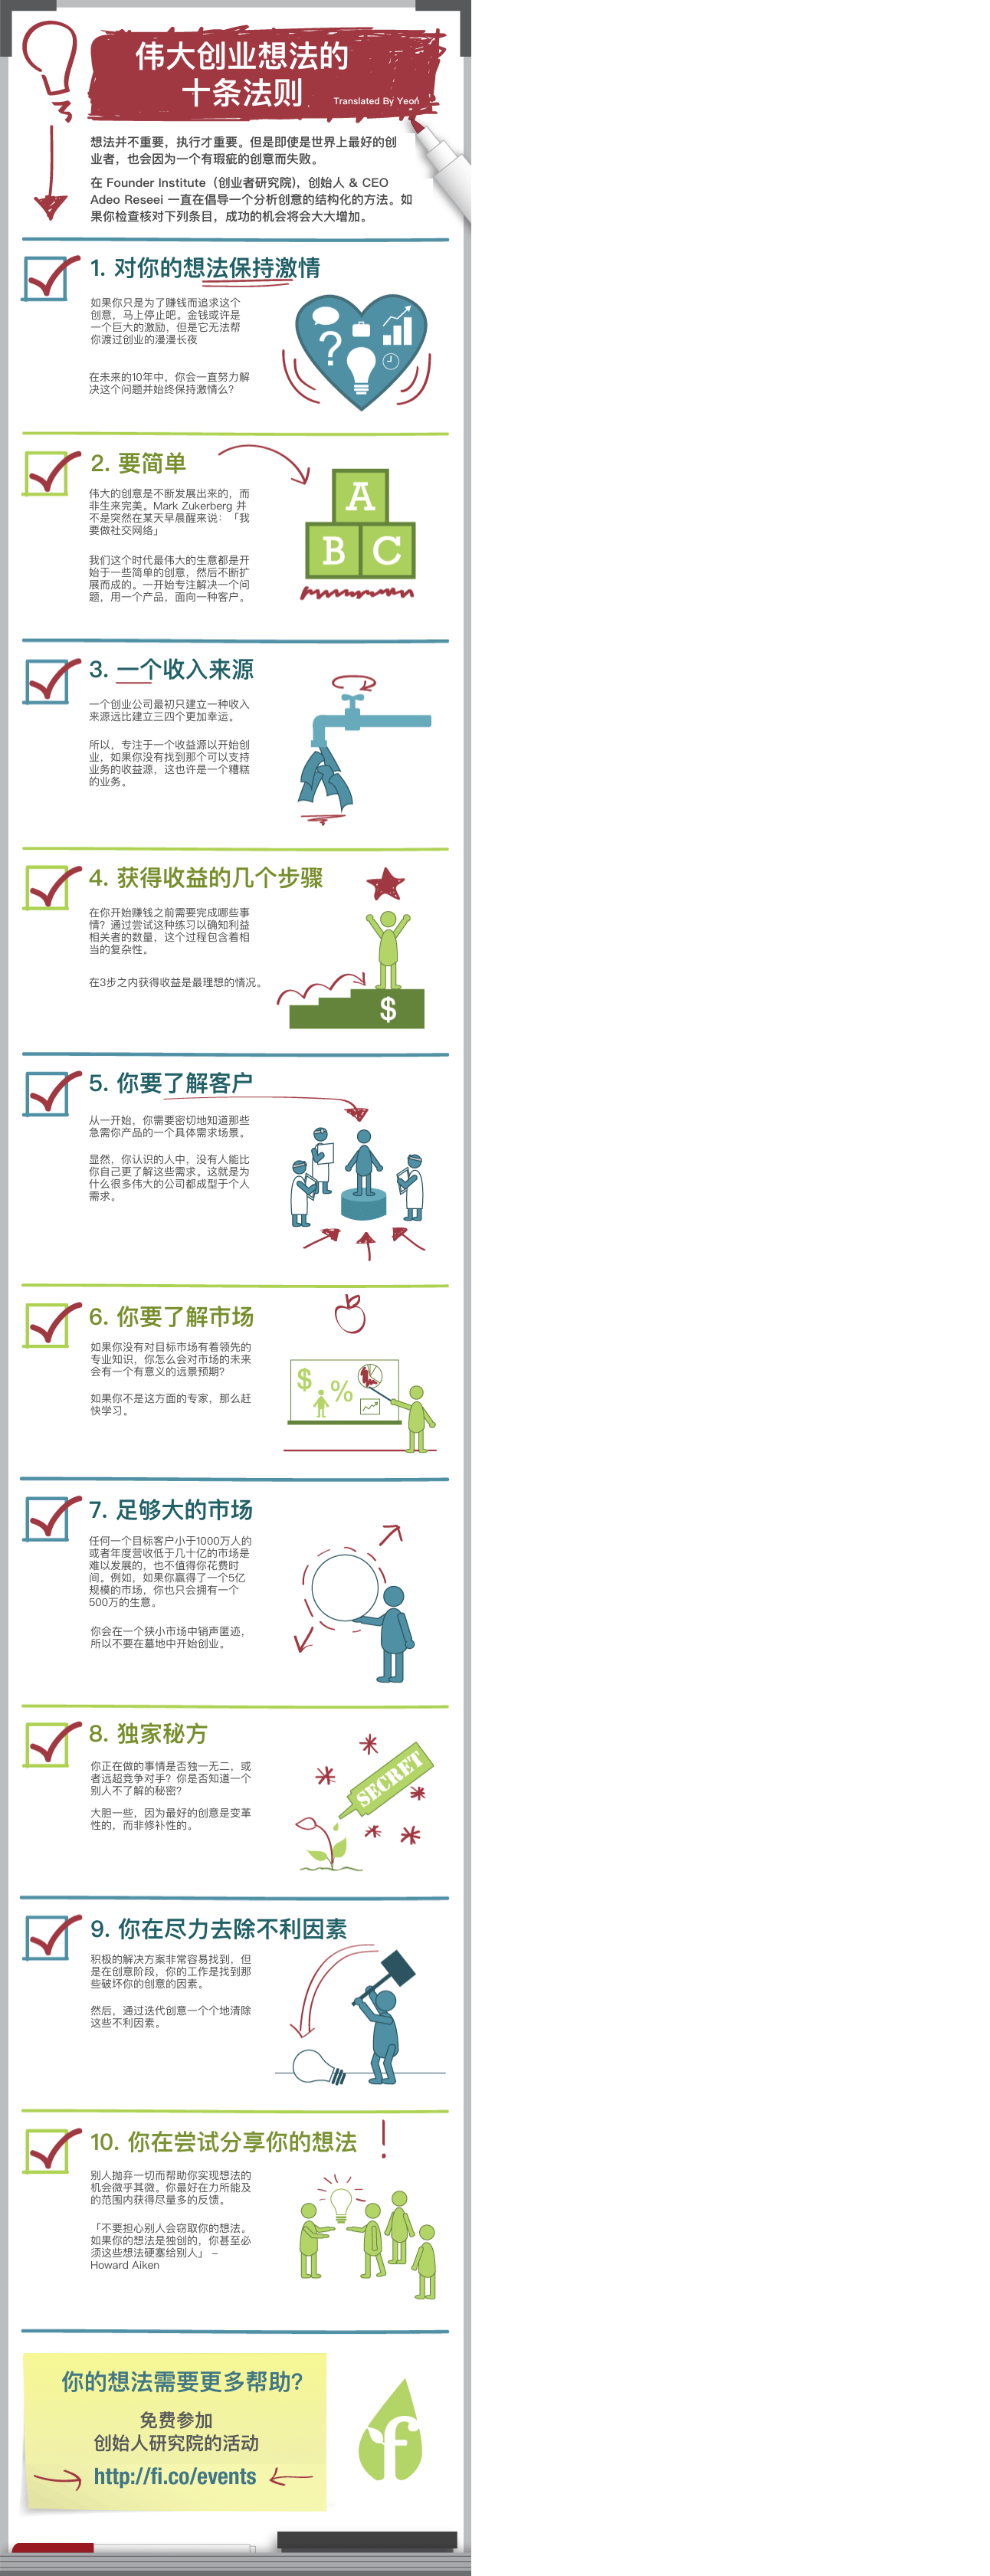 伟大创业想法的
十条法则
Translated By Yeon
想法并不重要，执行才重要。但是即使是世界上最好的创
业者，也会因为一个有瑕疵的创意而失败。
在 Founder Institute（创业者研究院)，创始人 & CEO
Adeo Reseei 一直在倡导一个分析创意的结构化的方法。如
果你检查核对下列条目，成功的机会将会大大增加。
1. 对你的想法保持激情
如果你只是为了赚钱而追求这个
创意，马上停止吧。金钱或许是
一个巨大的激励，但是它无法帮
你渡过创业的漫漫长夜
在未来的10年中，你会一直努力解
决这个问题并始终保持激情么？
?
2. 要简单
伟大的创意是不断发展出来的，而
非生来完美。Mark Zukerberg 并
不是突然在某天早晨醒来说：「我
要做社交网络」
我们这个时代最伟大的生意都是开
始于一些简单的创意，然后不断扩
展而成的。一开始专注解决一个问
题，用一个产品，面向一种客户。
A
B C
3. 一个收入来源
一个创业公司最初只建立一种收入
来源远比建立三四个更加幸运。
所以，专注于一个收益源以开始创
业，如果你没有找到那个可以支持
业务的收益源，这也许是一个糟糕
的业务。
4. 获得收益的几个步骤
在你开始赚钱之前需要完成哪些事
情？通过尝试这种练习以确知利益
相关者的数量，这个过程包含着相
当的复杂性。
在3步之内获得收益是最理想的情况。
$
5. 你要了解客户
从一开始，你需要密切地知道那些
急需你产品的一个具体需求场景。
显然，你认识的人中，没有人能比
你自己更了解这些需求。这就是为
什么很多伟大的公司都成型于个人
需求。
6. 你要了解市场
如果你没有对目标市场有着领先的
专业知识，你怎么会对市场的未来
会有一个有意义的远景预期？
如果你不是这方面的专家，那么赶
快学习。
$ %
7. 足够大的市场
任何一个目标客户小于1000万人的
或者年度营收低于几十亿的市场是
难以发展的，也不值得你花费时
间。例如，如果你赢得了一个5亿
规模的市场，你也只会拥有一个
500万的生意。
你会在一个狭小市场中销声匿迹，
所以不要在墓地中开始创业。
8. 独家秘方
你正在做的事情是否独一无二，或
者远超竞争对手？你是否知道一个
别人不了解的秘密？
大胆一些，因为最好的创意是变革
性的，而非修补性的。
SECRET
9. 你在尽力去除不利因素
积极的解决方案非常容易找到，但
是在创意阶段，你的工作是找到那
些破坏你的创意的因素。
然后，通过迭代创意一个个地清除
这些不利因素。
10. 你在尝试分享你的想法
别人抛弃一切而帮助你实现想法的
机会微乎其微。你最好在力所能及
的范围内获得尽量多的反馈。
「不要担心别人会窃取你的想法。
如果你的想法是独创的，你甚至必
须这些想法硬塞给别人」 –
Howard Aiken
你的想法需要更多帮助？
免费参加
创始人研究院的活动
http://fi.co/events
f